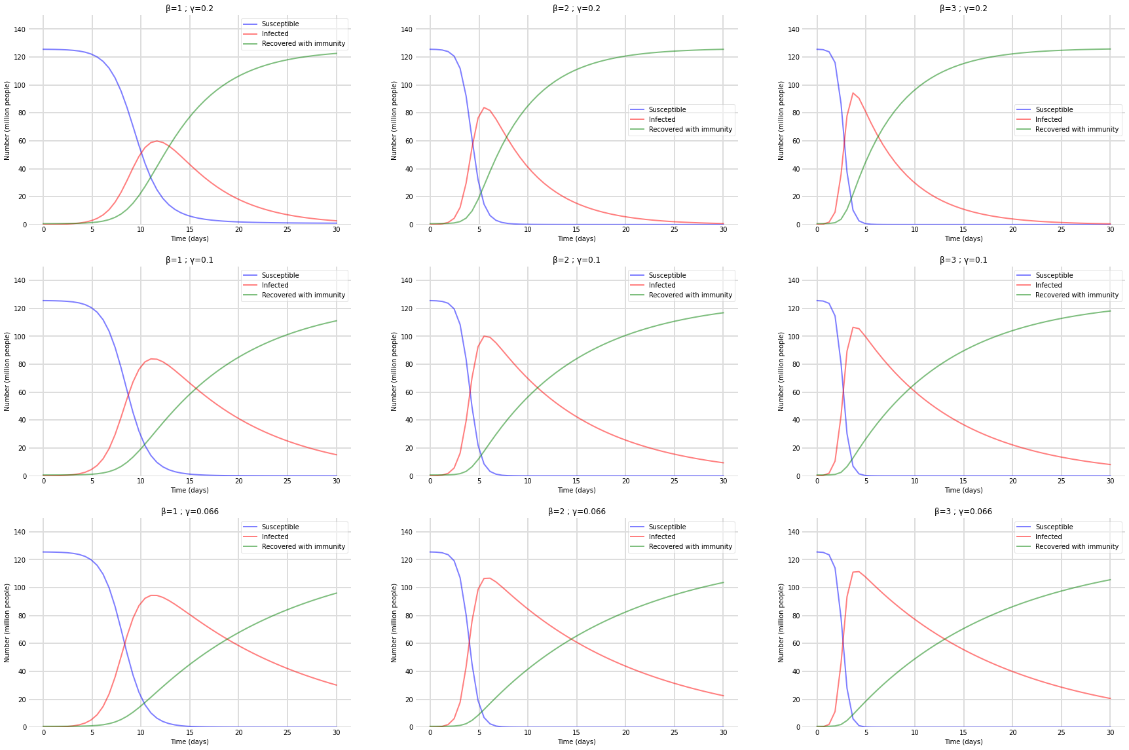 β=1 ; γ=0.2
140
120
100
80
60
40
20
0
Number (million people)
Susceptible
Infected
Recovered with immunity
0 5 10 15 20 25 30
Time (days)
β=2 ; γ=0.2
140
120
100
80
60
40
20
0
Number (million people)
Susceptible
Infected
Recovered with immunity
0 5 10 15 20 25 30
Time (days)
β=3 ; γ=0.2
140
120
100
80
60
40
20
0
Number (million people)
Susceptible
Infected
Recovered with immunity
0 5 10 15 20 25 30
Time (days)
β=1 ; γ=0.1
140
120
100
80
60
40
20
0
Number (million people)
Susceptible
Infected
Recovered with immunity
0 5 10 15 20 25 30
Time (days)
β=2 ; γ=0.1
140
120
100
80
60
40
20
0
Number (million people)
Susceptible
Infected
Recovered with immunity
0 5 10 15 20 25 30
Time (days)
β=3 ; γ=0.1
140
120
100
80
60
40
20
0
Number (million people)
Susceptible
Infected
Recovered with immunity
0 5 10 15 20 25 30
Time (days)
β=1 ; γ=0.066
140
120
100
80
60
40
20
0
Number (million people)
Susceptible
Infected
Recovered with immunity
0 5 10 15 20 25 30
Time (days)
β=2 ; γ=0.066
140
120
100
80
60
40
20
0
Number (million people)
Susceptible
Infected
Recovered with immunity
0 5 10 15 20 25 30
Time (days)
β=3 ; γ=0.066
140
120
100
80
60
40
20
0
Number (million people)
Susceptible
Infected
Recovered with immunity
0 5 10 15 20 25 30
Time (days)